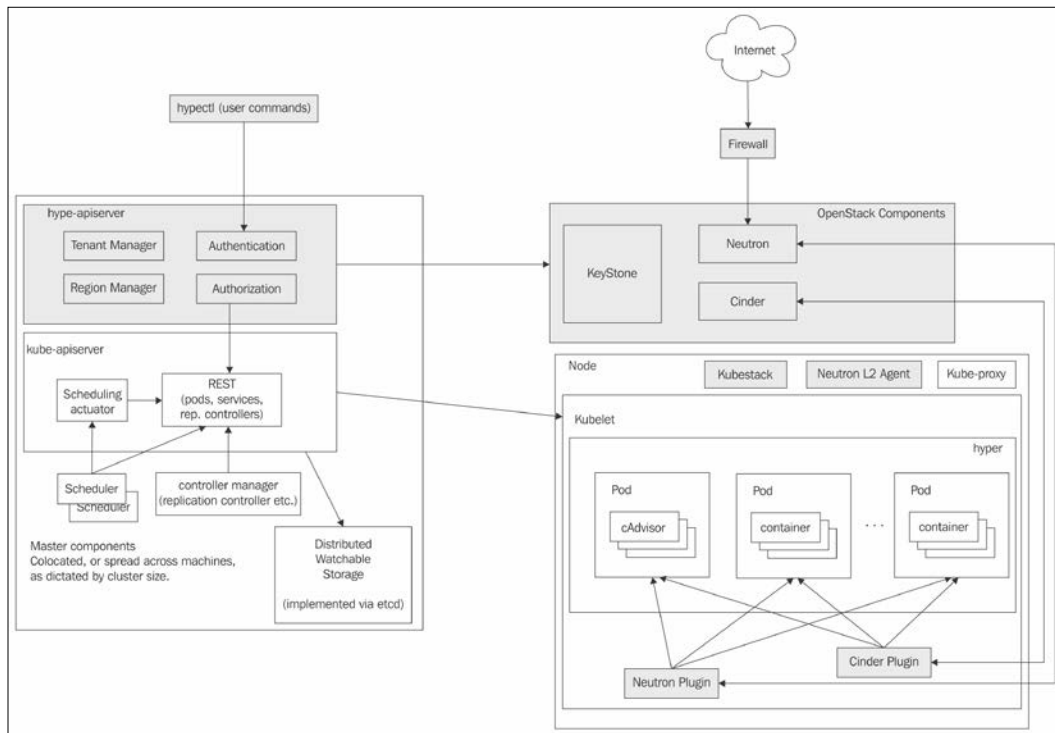 Internet
hypectl (user commands)
Firewall
hype-apiserver
Tenant Manager
Authentication
Region Manager
Authorization
OpenStack Components
KeyStone
Neutron
Cinder
kube-apiserver
Scheduling
actuator
REST
(pods, services,
rep. controllers)
Scheduler
Scheduler
controller manager
(replication controller etc.)
Master components
Colocated, or spread across machines,
as dictated by cluster size.
Distributed
Watchable
Storage
(implemented via etcd)
Node
Kubestack
Neutron L2 Agent
Kube-proxy
Kubelet
hyper
Pod
cAdvisor
Pod
container
. . .
Pod
container
Cinder Plugin
Neutron Plugin